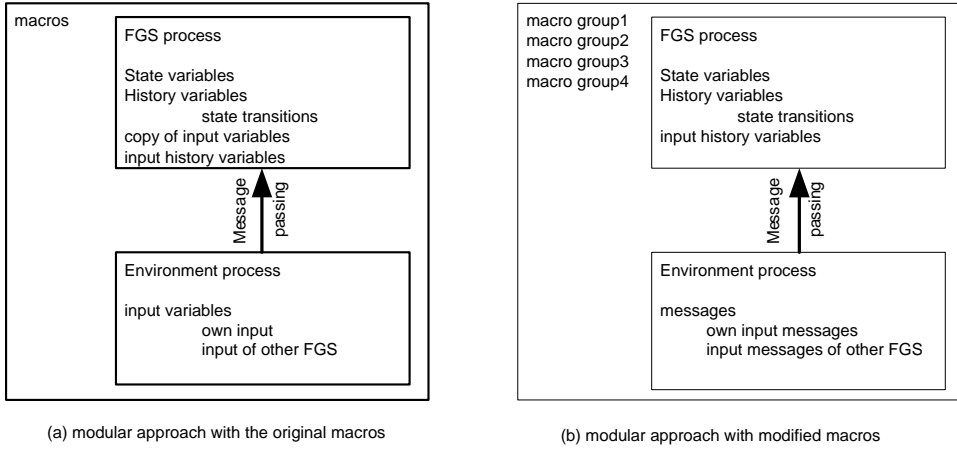 macros
FGS process
State variables
History variables
state transitions
copy of input variables
input history variables
Message
passing
Environment process
input variables
own input
input of other FGS
(a) modular approach with the original macros
macro group1
macro group2
macro group3
macro group4
FGS process
State variables
History variables
state transitions
input history variables
Message
passing
Environment process
messages
own input messages
input messages of other FGS
(b) modular approach with modified macros